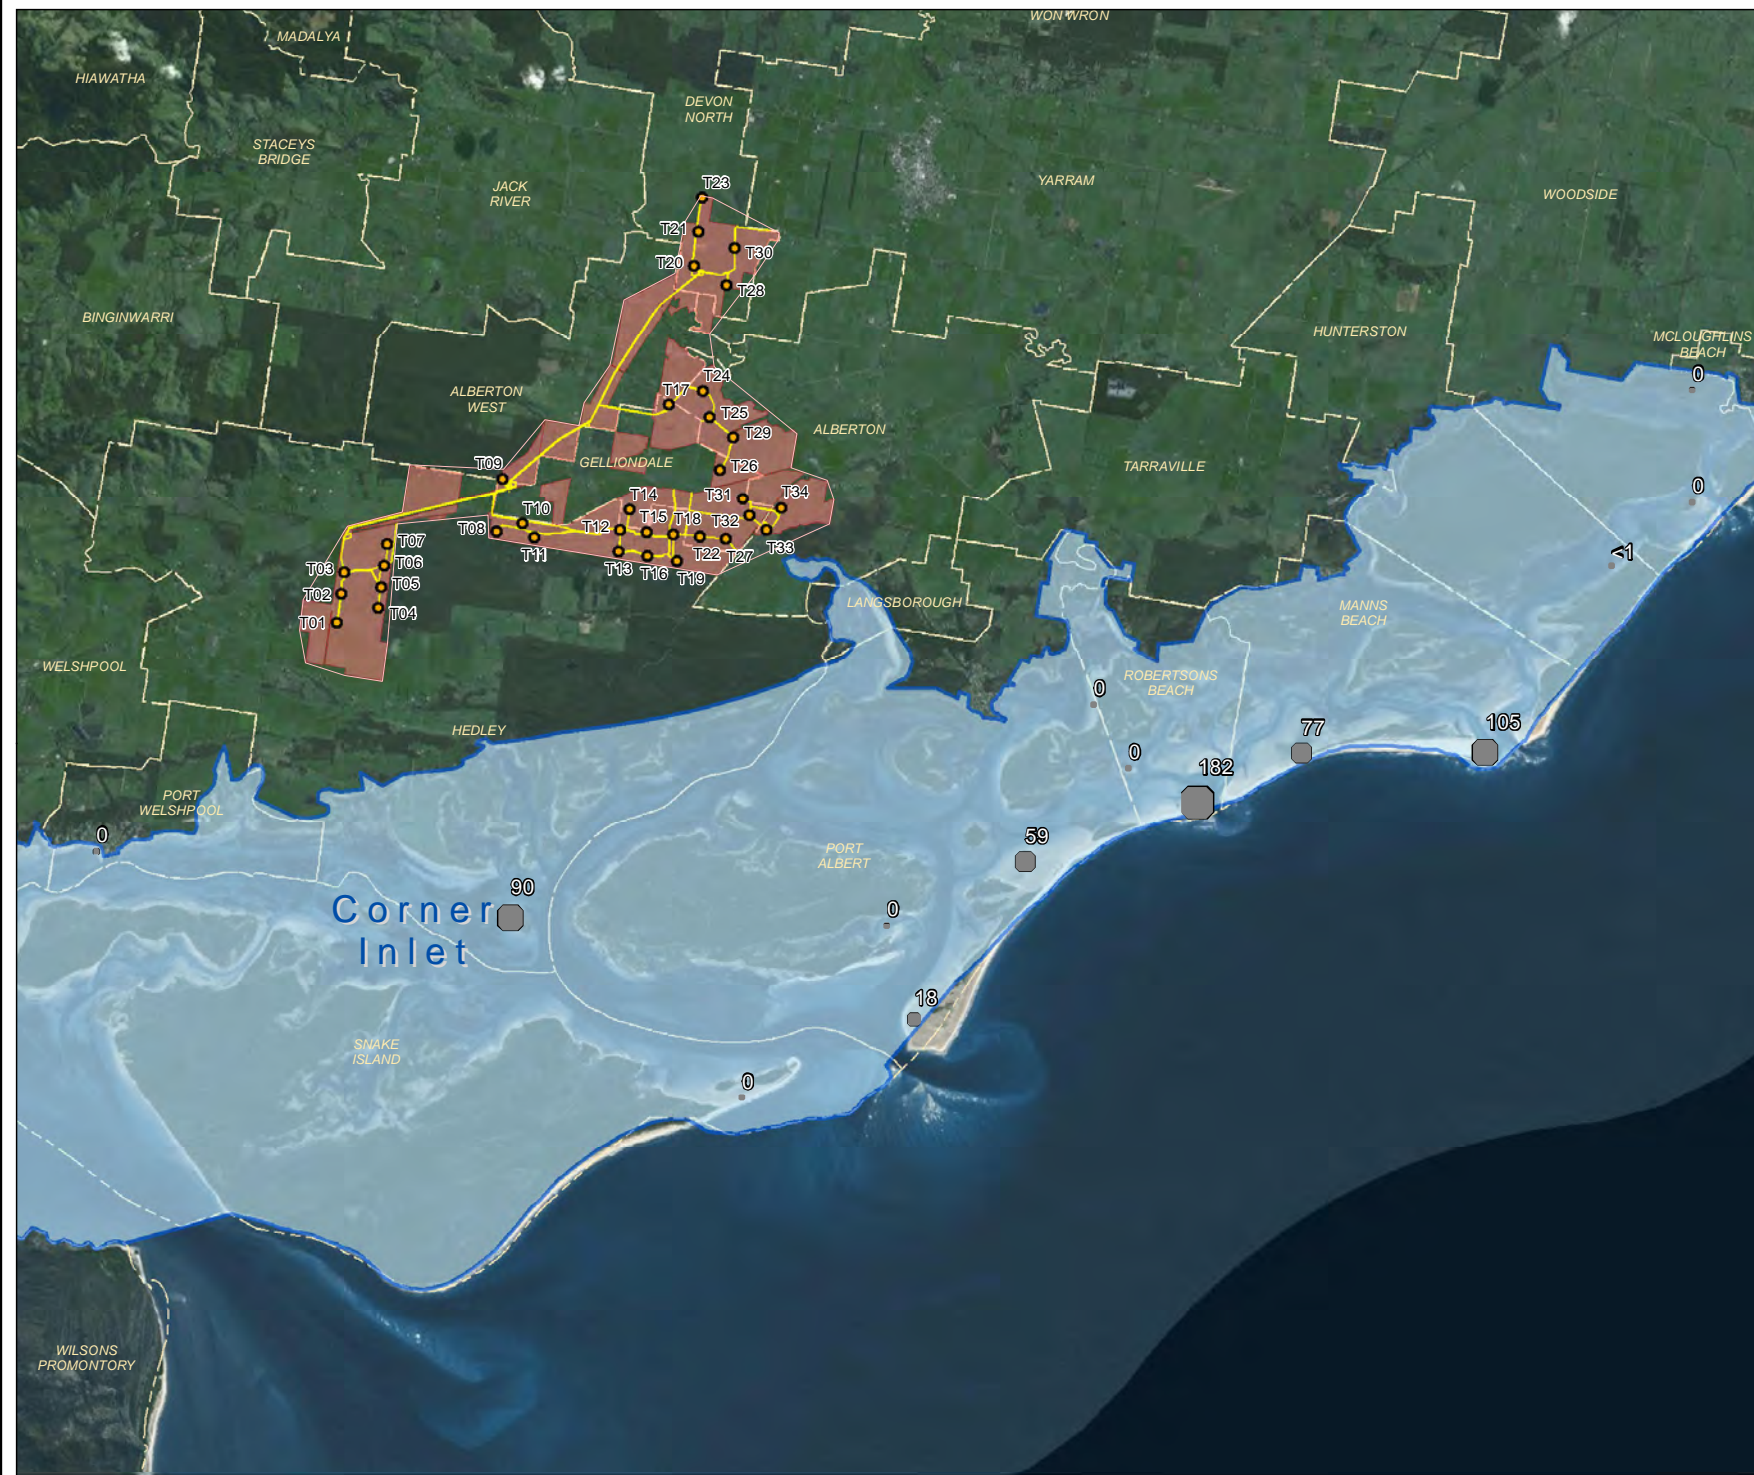 WON WRON
MADALYA
HIAWATHA
DEVON
NORTH
STACEYS
BRIDGE
JACK
RIVER
YARRAM
WOODSIDE
T23
T21
T30
T20
T28
BINGINWARRI
HUNTERSTON
MCLOUGHLINS
BEACH
0
ALBERTON
WEST
T24
T17
T25
T29
ALBERTON
T09
GELLIONDALE
T26
TARRAVILLE
0
T14
T31
T34
T10
T15
T18
T32
T08
T12
T11
T13
T16
T19
T22
T27
T33
T07
T06
T03
T05
T02
T04
T01
<1
LANGSBOROUGH
MANNS
BEACH
WELSHPOOL
ROBERTSONS
BEACH
0
HEDLEY
77
105
0
182
PORT
WELSHPOOL
0
59
PORT
ALBERT
90
Corner
Inlet
0
18
SNAKE
ISLAND
0
WILSONS
PROMONTORY